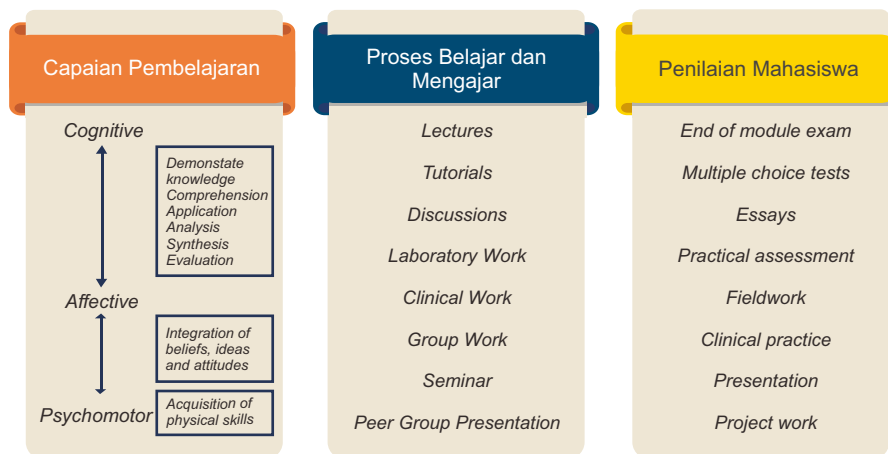 Capaian Pembelajaran
Cognitive
Demonstate
knowledge
Comprehension
Application
Analysis
Synthesis
Evaluation
Affective
Integration of
beliefs, ideas
and attitudes
Psychomotor
Acquisition of
physical skills
Proses Belajar dan
Mengajar
Lectures
Tutorials
Discussions
Laboratory Work
Clinical Work
Group Work
Seminar
Peer Group Presentation
Penilaian Mahasiswa
End of module exam
Multiple choice tests
Essays
Practical assessment
Fieldwork
Clinical practice
Presentation
Project work